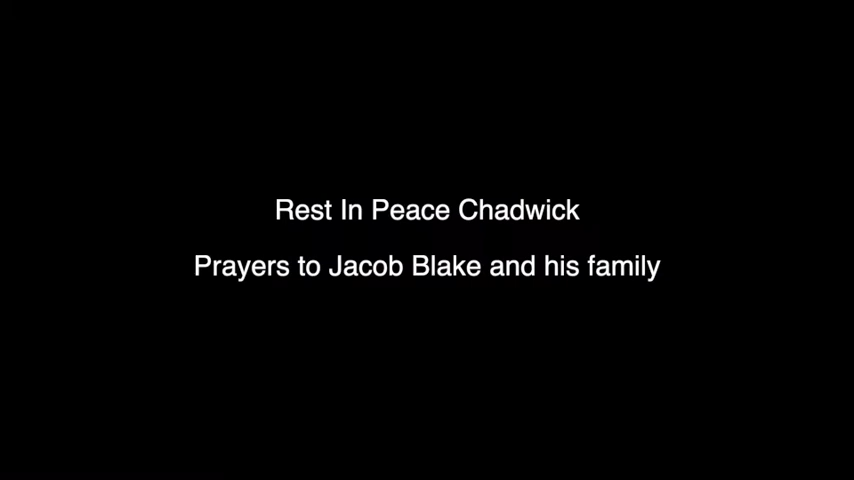 Rest In Peace Chadwick
Prayers to Jacob Blake and his family